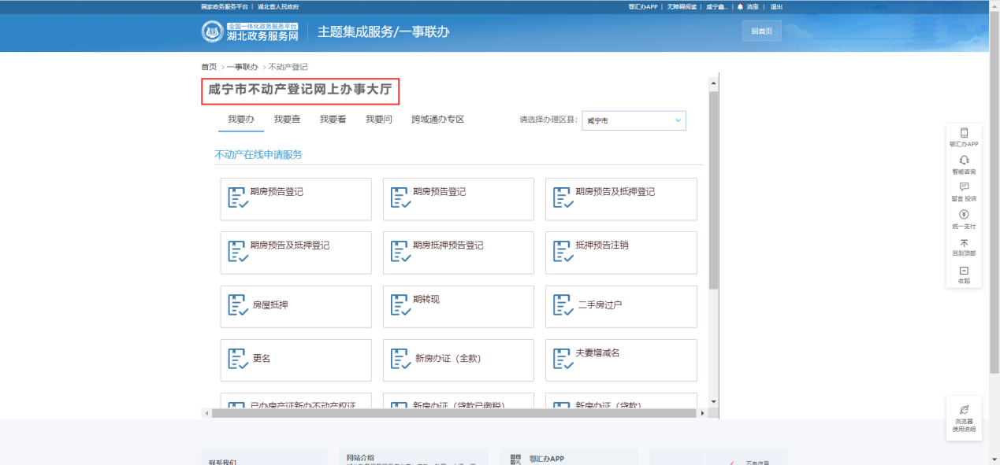 国家政务服务平台 | 湖北省人民政府
鄂汇办APP | 无障碍阅读 | 咸宁鑫... | 消息 | 退出
全国一体化政务服务平台
湖北政务服务网
主题集成服务/一事联办
回首页
首页 > 一事联办 > 不动产登记
咸宁市不动产登记网上办事大厅
我要办 我要查 我要看 我要问 跨域通办专区 请选择办理区县: 咸宁市
不动产在线申请服务
期房预告登记 期房预告登记 期房预告及抵押登记
期房预告及抵押登记 期房抵押预告登记 抵押预告注销
房屋抵押 期转现 二手房过户
更名 新房办证（全款） 夫妻增减名
已办房产证新办不动产权证 新房办证（贷款已缴税） 新房办证（贷款）
鄂汇办APP
智能咨询
留言 投诉
统一支付
回到顶部
收起
浏览器
使用说明
联系我们
网站介绍
鄂汇办APP